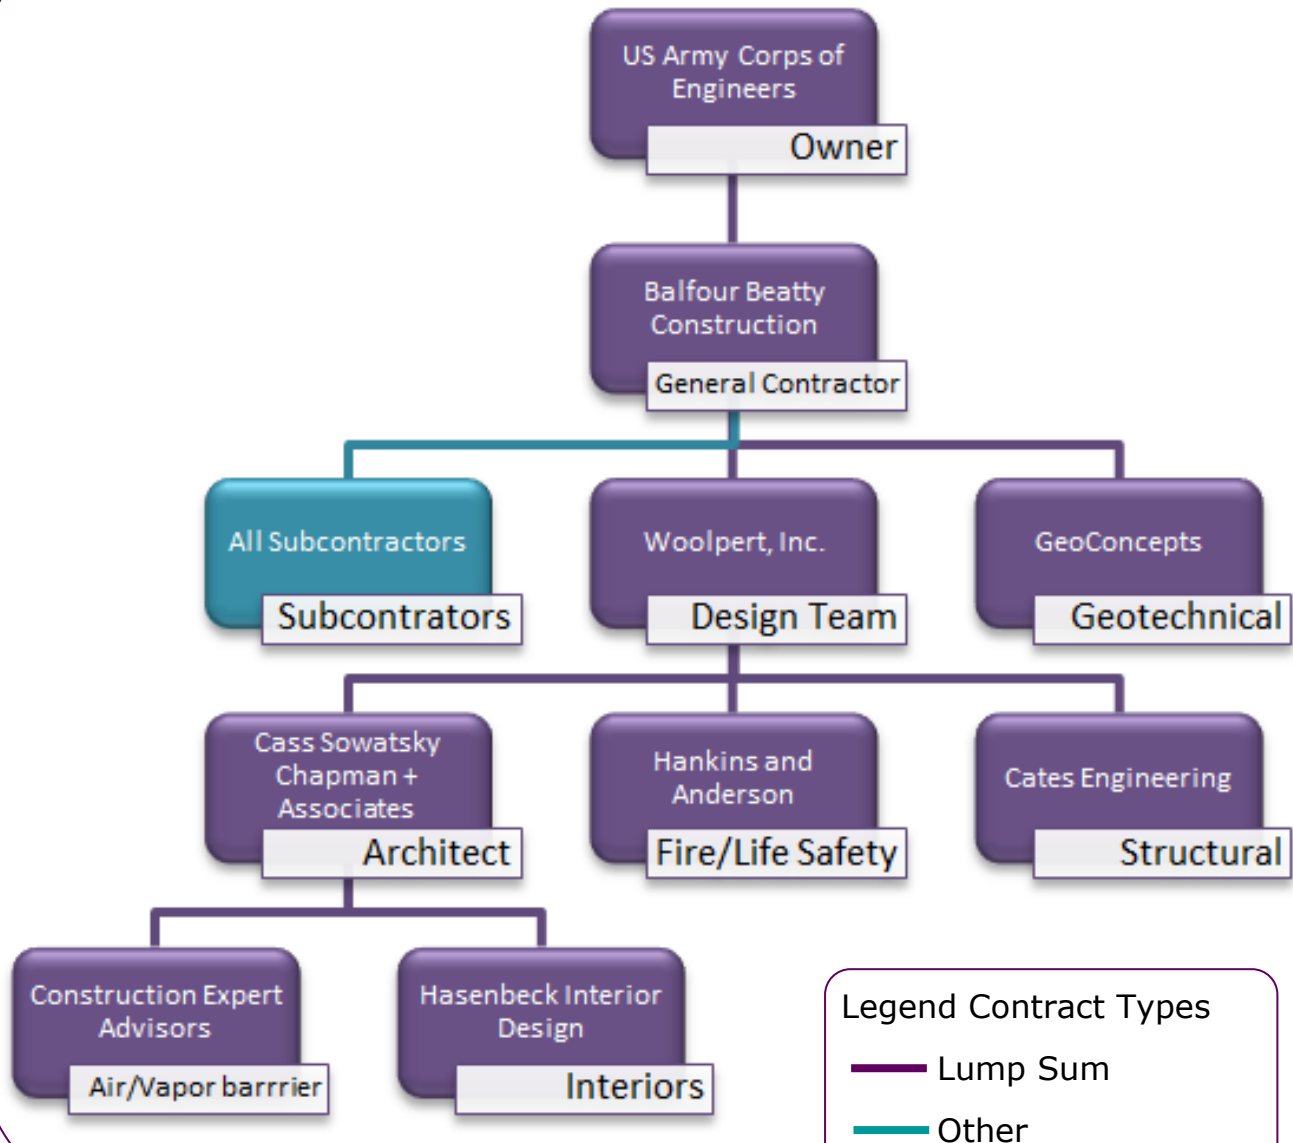 US Army Corps of
Engineers
Owner
Balfour Beatty
Construction
General Contractor
All Subcontractors
Subcontrators
Woolpert, Inc.
Design Team
GeoConcepts
Geotechnical
Cass Sowatsky
Chapman +
Associates
Architect
Hankins and
Anderson
Fire/Life Safety
Cates Engineering
Structural
Construction Expert
Advisors
Air/Vapor barrrier
Hasenbeck Interior
Design
Interiors
Legend Contract Types
Lump Sum
Other